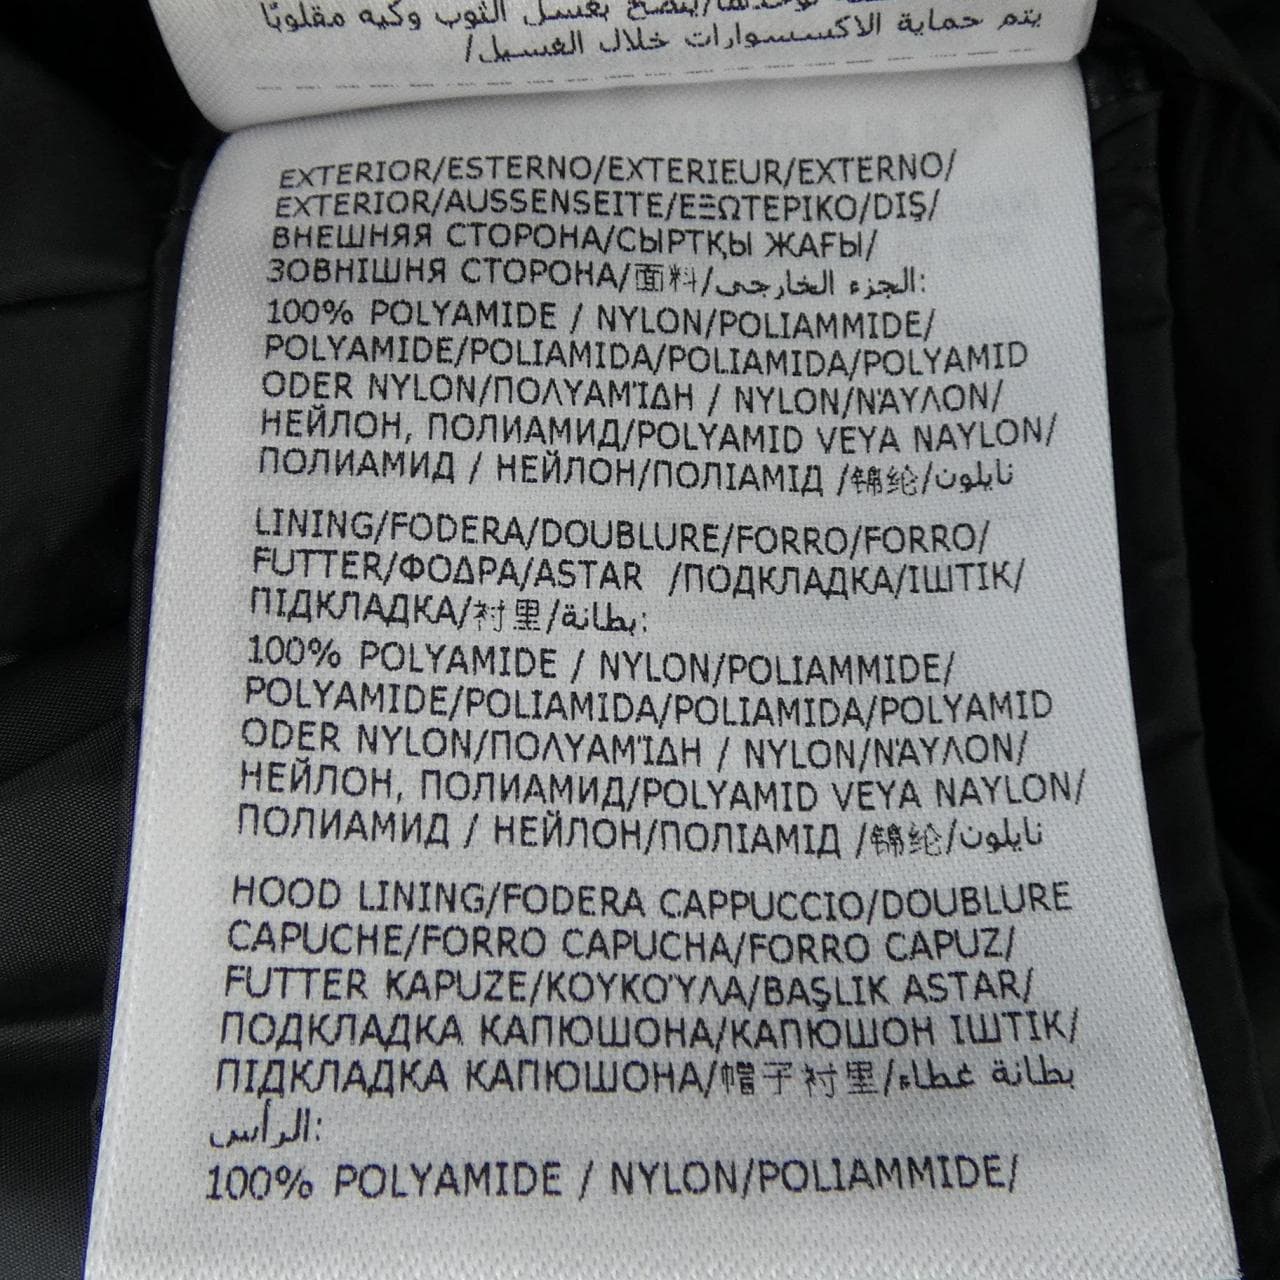 بغسل الثوب وكيه مقلوبًا
يتم حماية الاكسسوارات خلال الغسيل/
EXTERIOR/ESTERNO/EXTERIEUR/EXTERNO/
EXTERIOR/AUSSENSEITE/ΕΞΩΤΕΡΙΚΟ/DIŞ/
ВНЕШНЯЯ СТОРОНА/СЫРТҚЫ ЖАҒЫ/
ЗОВНІШНЯ СТОРОНА/面料/الجزء الخارجي:
100% POLYAMIDE / NYLON/POLIAMMIDE/
POLYAMIDE/POLIAMIDA/POLIAMIDA/POLYAMID
ODER NYLON/ΠΟΛΥΑΜΊΔΗ / NYLON/ΝΆΥΛΟΝ/
НЕЙЛОН, ПОЛИАМИД/POLYAMID VEYA NAYLON/
ПОЛИАМИД / НЕЙЛОН/ПОЛІАМІД /锦纶/نايلون
LINING/FODERA/DOUBLURE/FORRO/FORRO/
FUTTER/ΦΟΔΡΑ/ASTAR /ПОДКЛАДКА/ІШТІК/
ПІДКЛАДКА/衬里/بطانة:
100% POLYAMIDE / NYLON/POLIAMMIDE/
POLYAMIDE/POLIAMIDA/POLIAMIDA/POLYAMID
ODER NYLON/ΠΟΛΥΑΜΊΔΗ / NYLON/ΝΆΥΛΟΝ/
НЕЙЛОН, ПОЛИАМИД/POLYAMID VEYA NAYLON/
ПОЛИАМИД / НЕЙЛОН/ПОЛІАМІД /锦纶/نايلون
HOOD LINING/FODERA CAPPUCCIO/DOUBLURE
CAPUCHE/FORRO CAPUCHA/FORRO CAPUZ/
FUTTER KAPUZE/ΚΟΥΚΟΎΛΑ/BAŞLIK ASTAR/
ПОДКЛАДКА КАПЮШОНА/КАПЮШОН ІШТІК/
ПІДКЛАДКА КАПЮШОНА/帽子衬里/بطانة غطاء
الرأس:
100% POLYAMIDE / NYLON/POLIAMMIDE/